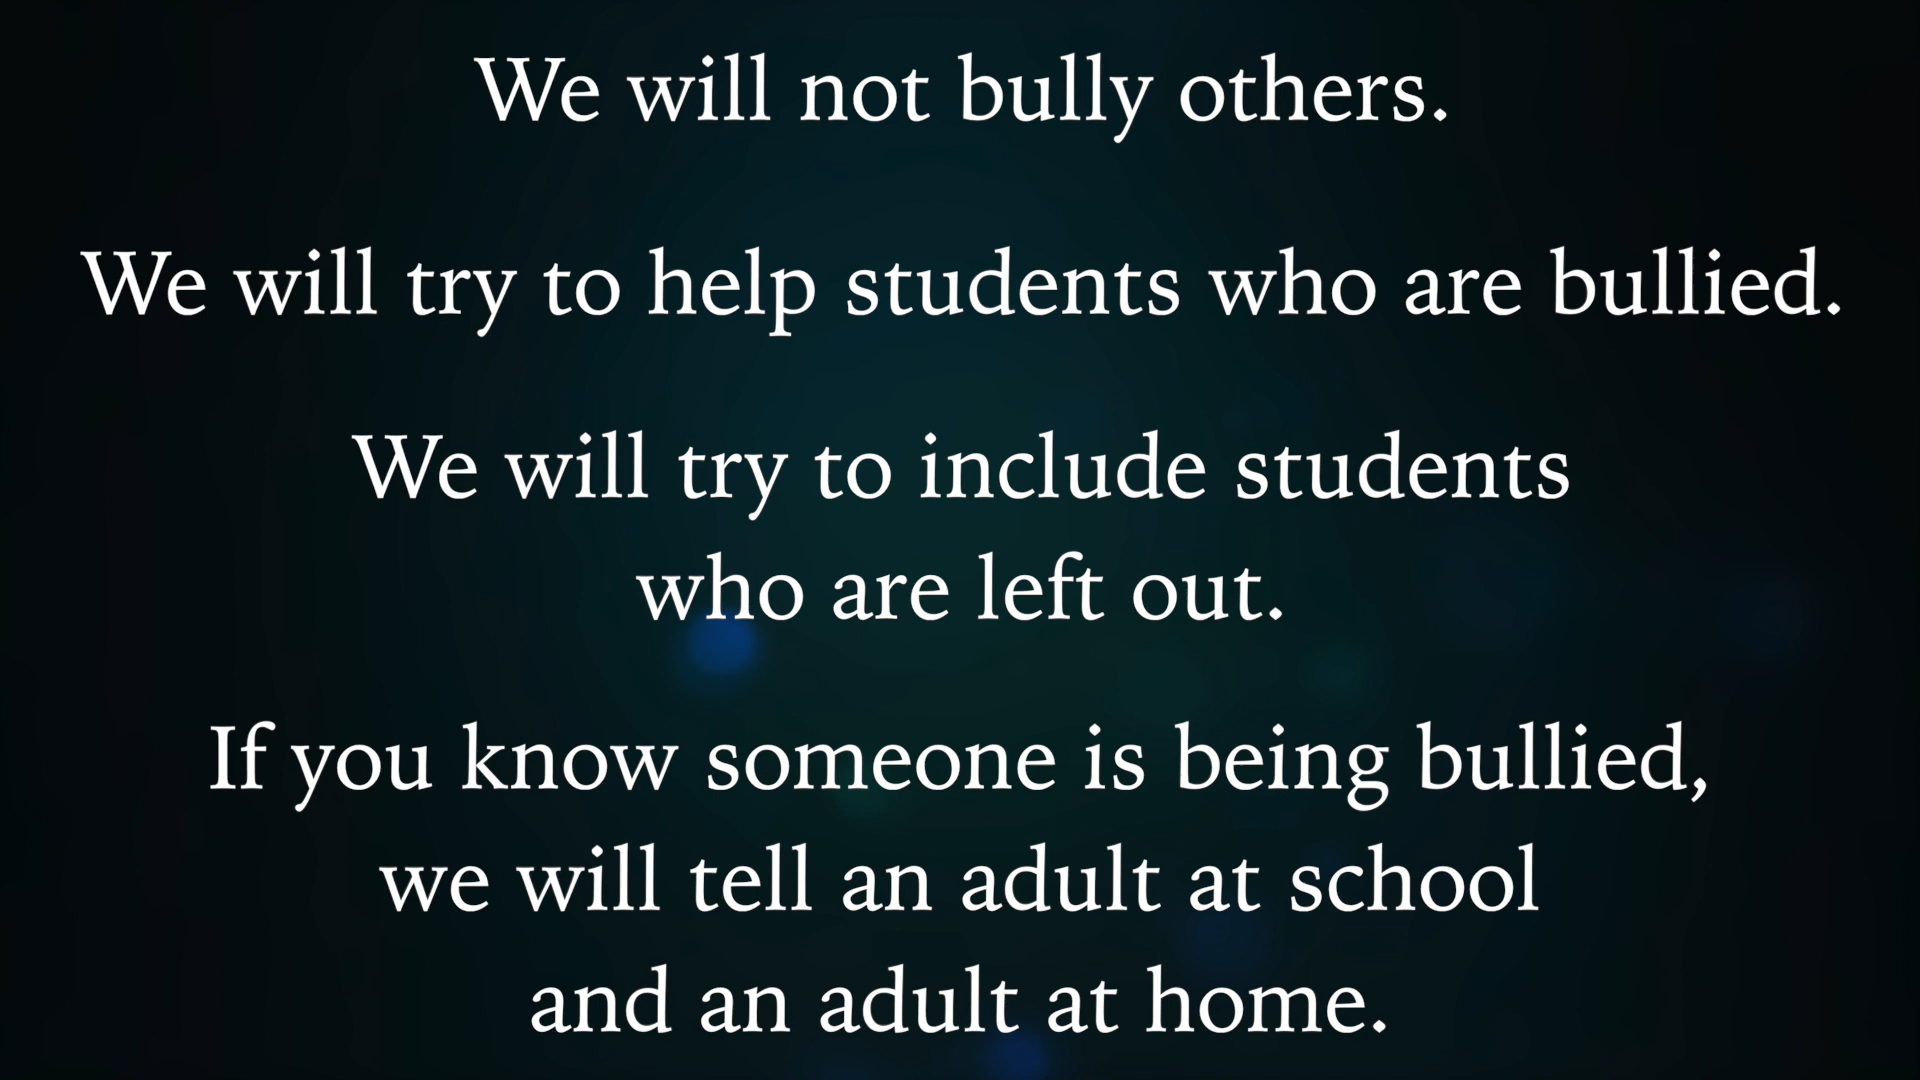 We will not bully others.
We will try to help students who are bullied.
We will try to include students
who are left out.
If you know someone is being bullied,
we will tell an adult at school
and an adult at home.